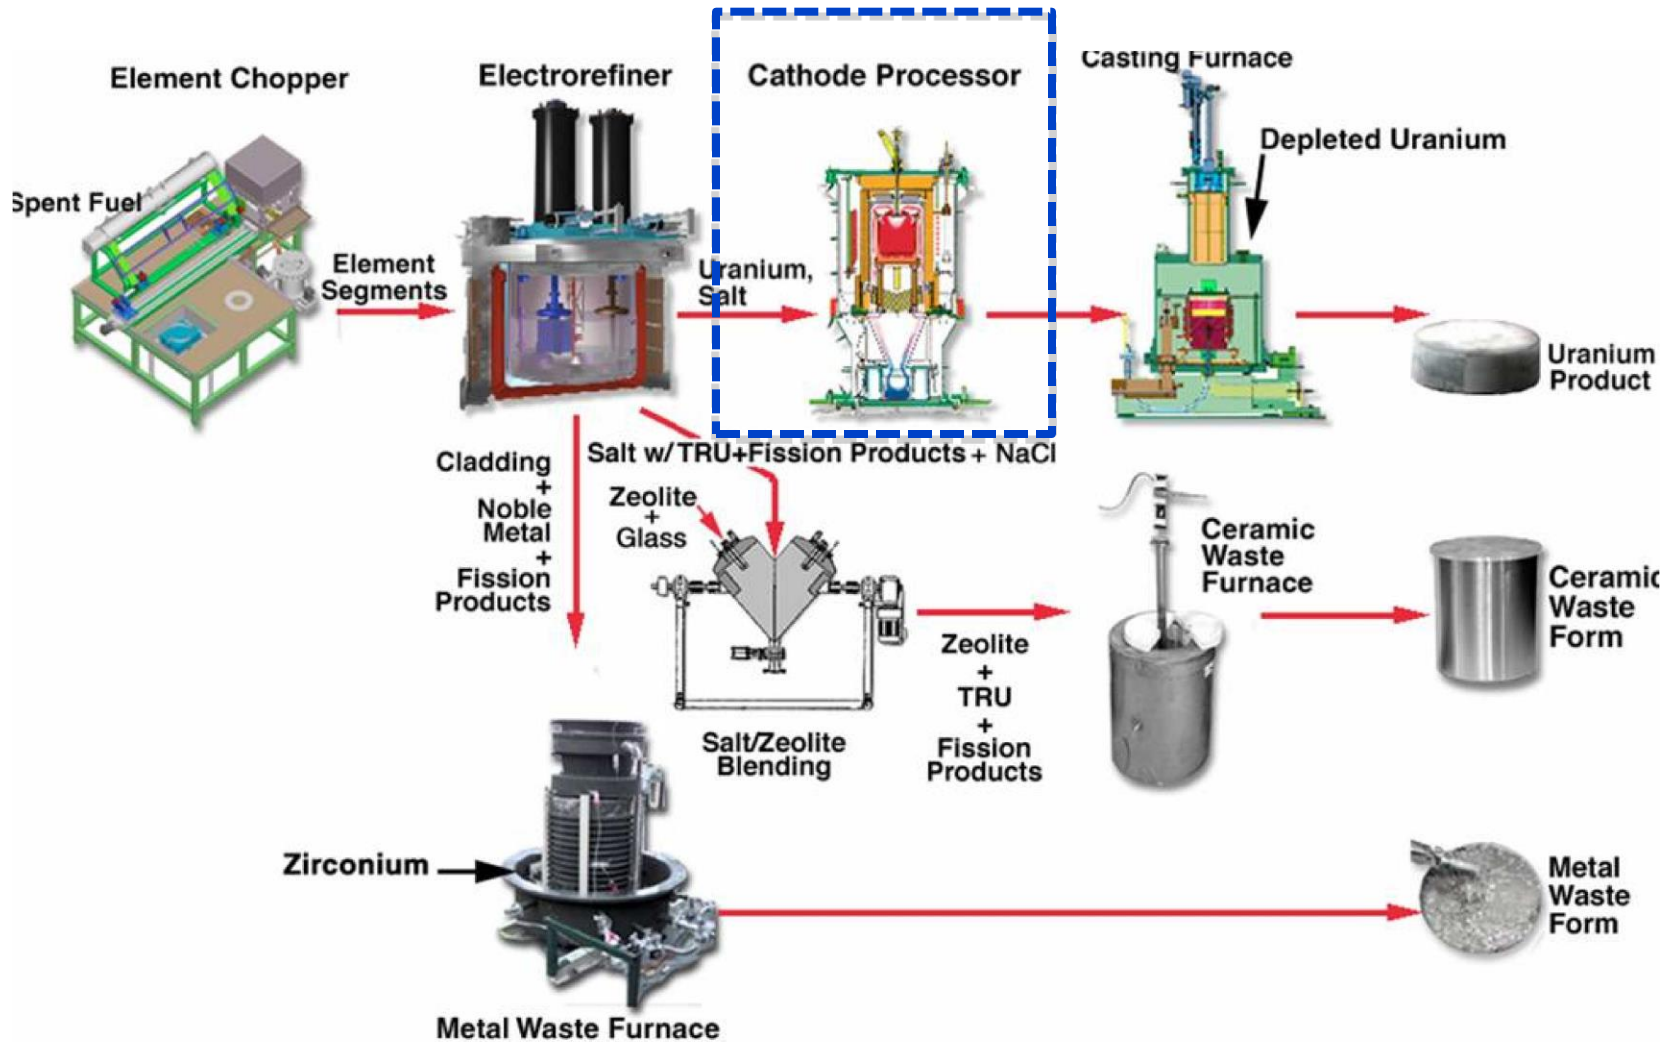 Element Chopper
Electrorefiner
Cathode Processor
Casting Furnace
Depleted Uranium
Spent Fuel
Element
Segments
Uranium,
Salt
Uranium
Product
Salt w/TRU+Fission Products + NaCl
Cladding
+
Noble
Metal
+
Fission
Products
Zeolite
+
Glass
Ceramic
Waste
Furnace
Ceramic
Waste
Form
Zeolite
+
TRU
+
Fission
Products
Salt/Zeolite
Blending
Zirconium
Metal
Waste
Form
Metal Waste Furnace